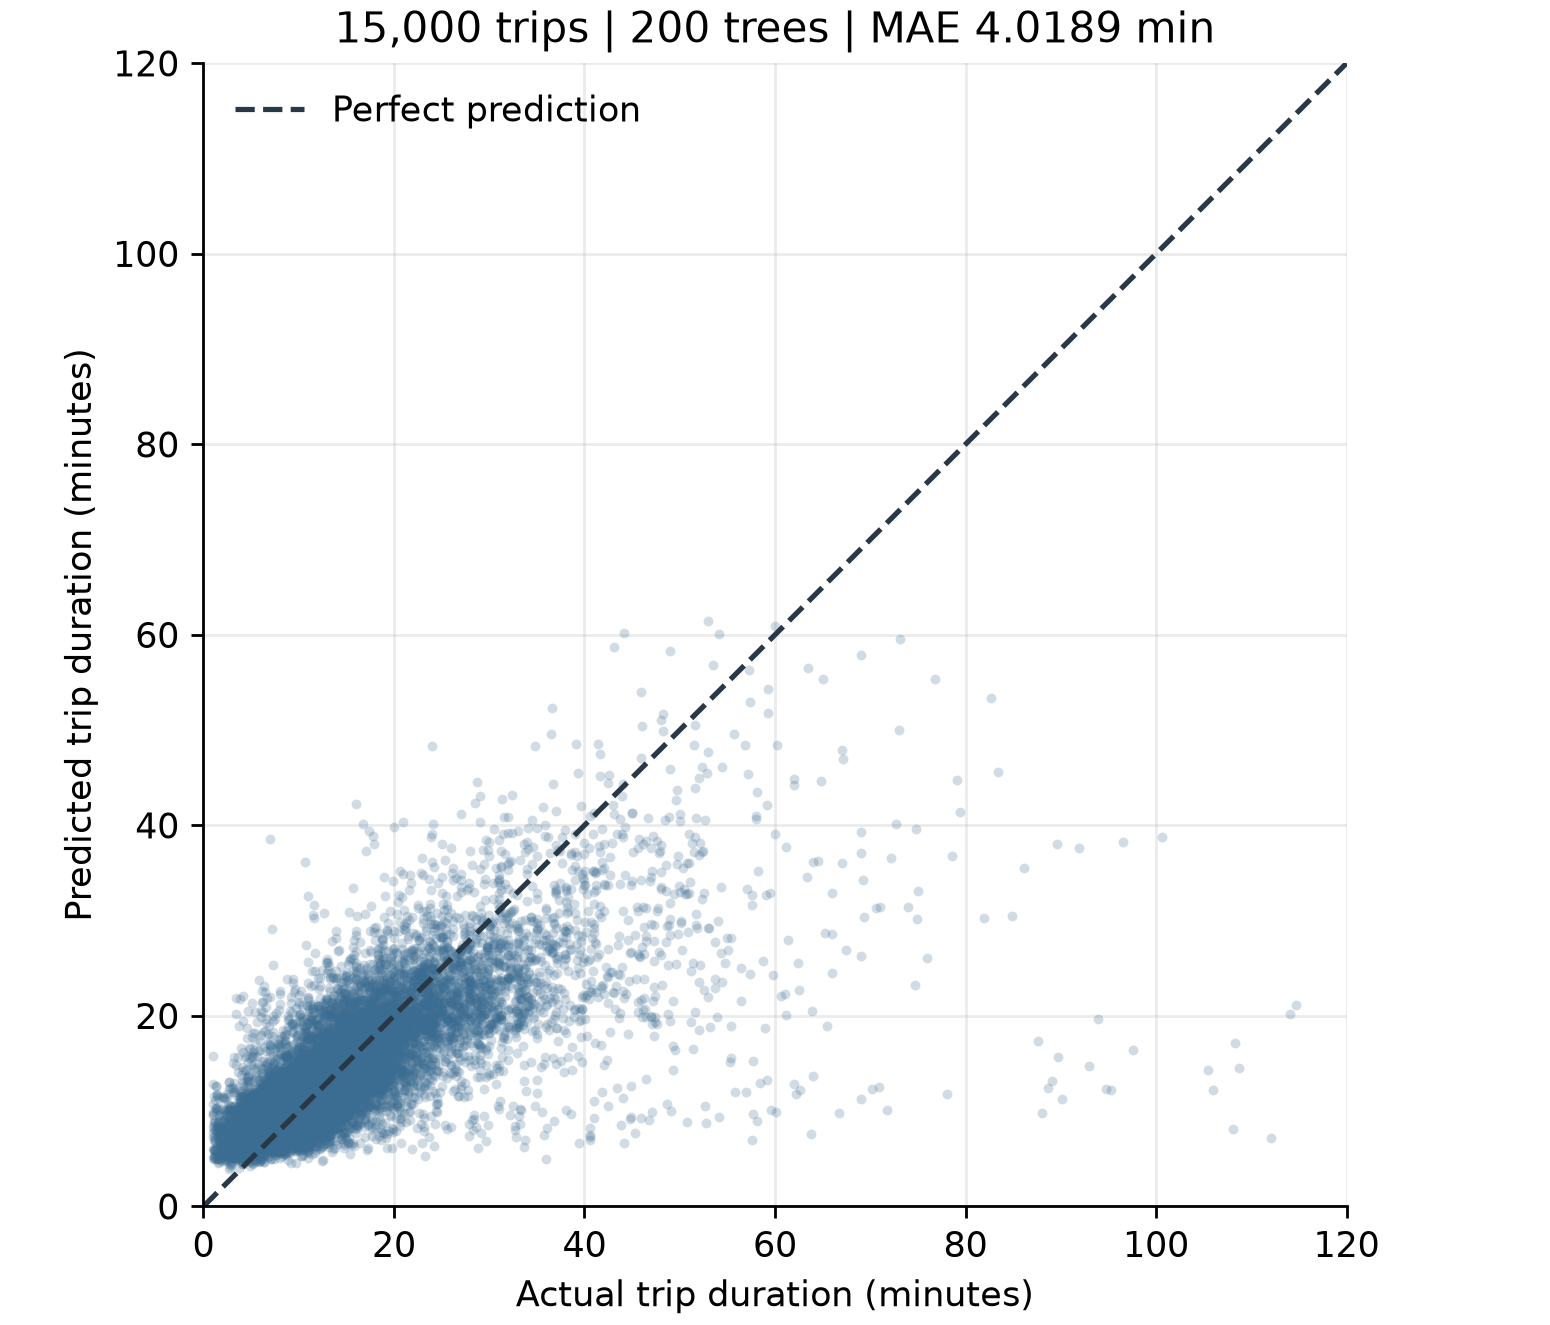 15,000 trips | 200 trees | MAE 4.0189 min
Perfect prediction
Predicted trip duration (minutes)
120
100
80
60
40
20
0
0 20 40 60 80 100 120
Actual trip duration (minutes)